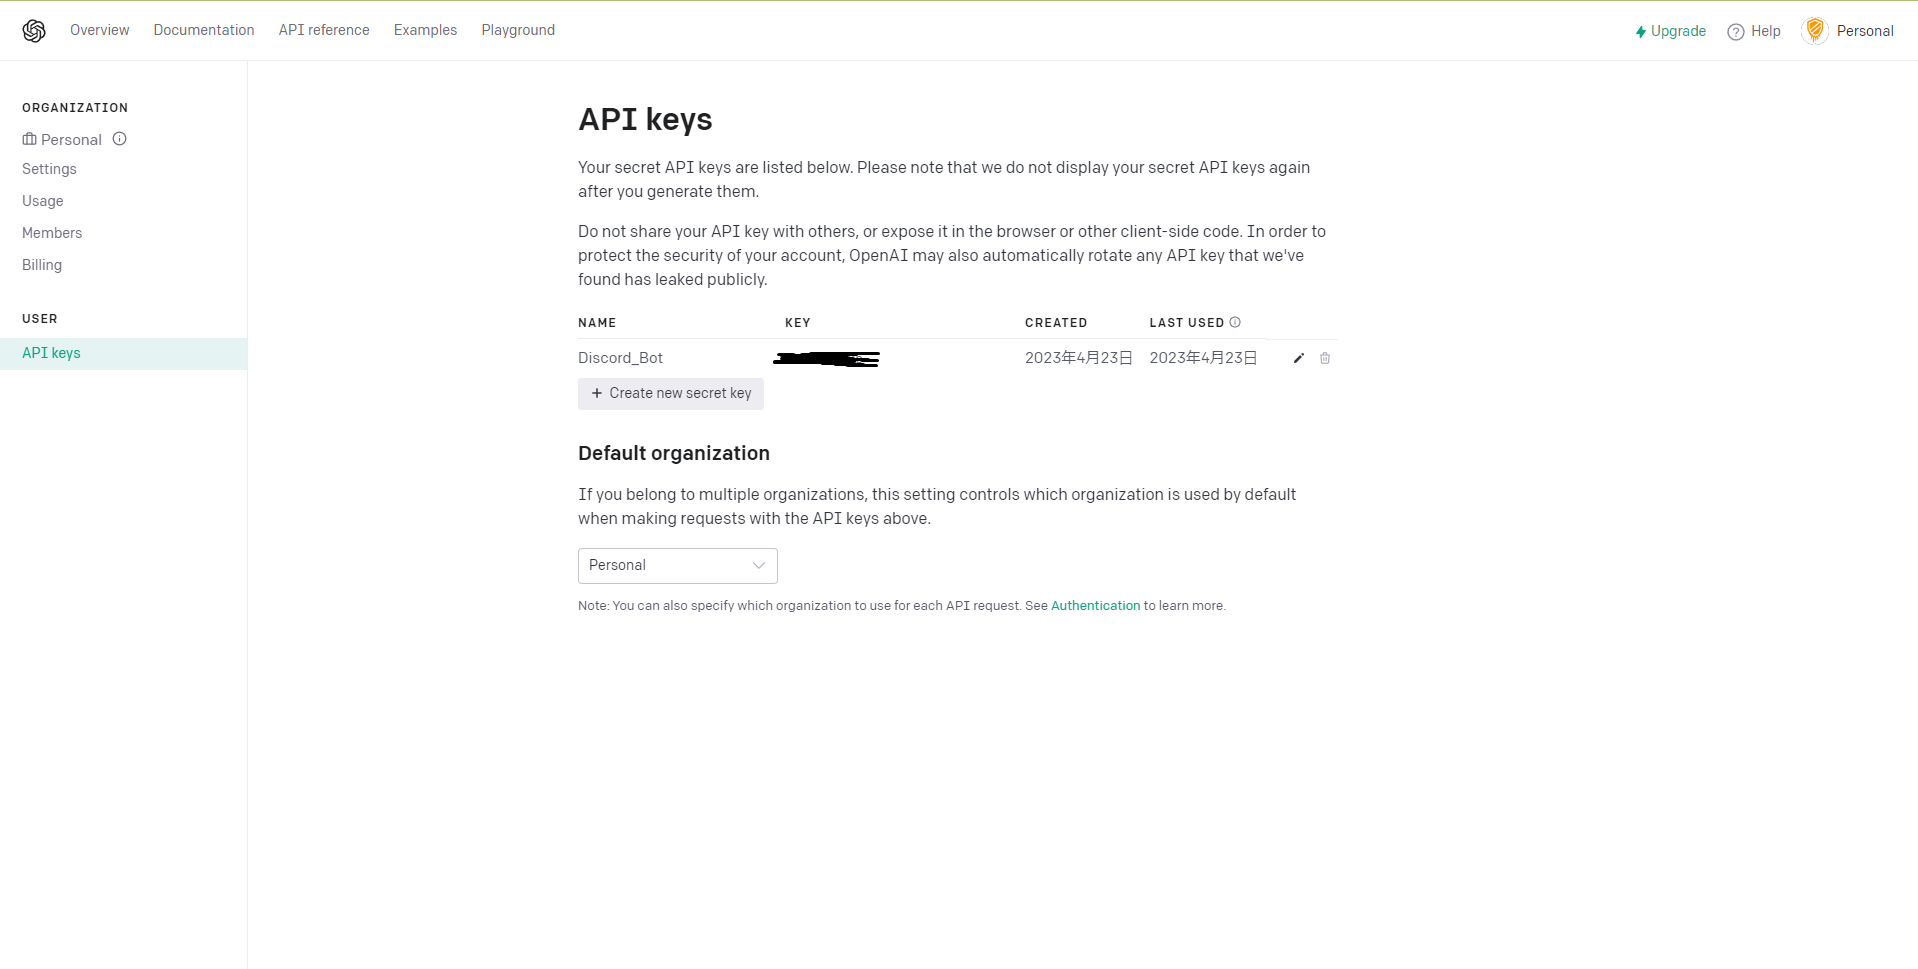 Overview Documentation API reference Examples Playground
Upgrade Help Personal
ORGANIZATION
Personal
Settings
Usage
Members
Billing
USER
API keys
API keys
Your secret API keys are listed below. Please note that we do not display your secret API keys again
after you generate them.
Do not share your API key with others, or expose it in the browser or other client-side code. In order to
protect the security of your account, OpenAI may also automatically rotate any API key that we've
found has leaked publicly.
NAME KEY CREATED LAST USED
Discord_Bot 2023年4月23日 2023年4月23日
+ Create new secret key
Default organization
If you belong to multiple organizations, this setting controls which organization is used by default
when making requests with the API keys above.
Personal
Note: You can also specify which organization to use for each API request. See Authentication to learn more.